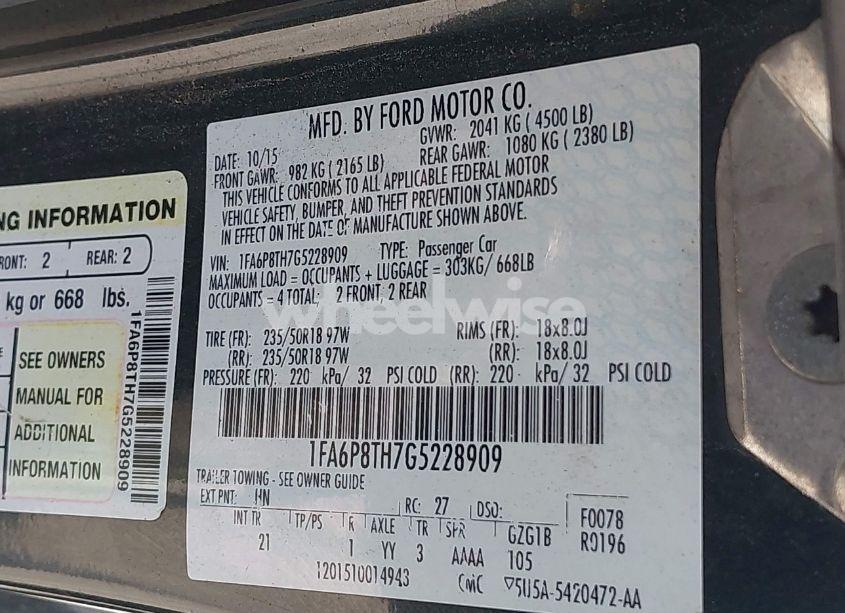 NG INFORMATION
RONT: 2 REAR: 2
kg or 668 lbs.
SEE OWNERS
MANUAL FOR
ADDITIONAL
INFORMATION
1FA6P8TH7G5228909
MFD. BY FORD MOTOR CO.
DATE: 10/15 GVWR: 2041 KG ( 4500 LB)
FRONT GAWR: 982 KG ( 2165 LB) REAR GAWR: 1080 KG ( 2380 LB)
THIS VEHICLE CONFORMS TO ALL APPLICABLE FEDERAL MOTOR
VEHICLE SAFETY, BUMPER, AND THEFT PREVENTION STANDARDS
IN EFFECT ON THE DATE OF MANUFACTURE SHOWN ABOVE.
VIN: 1FA6P8TH7G5228909 TYPE: Passenger Car
MAXIMUM LOAD = OCCUPANTS + LUGGAGE = 303KG/ 668LB
OCCUPANTS = 4 TOTAL; 2 FRONT; 2 REAR
wheelwise
TIRE (FR): 235/50R18 97W RIMS (FR): 18x8.0J
(RR): 235/50R18 97W (RR): 18x8.0J
PRESSURE (FR): 220 kPa/ 32 PSI COLD (RR): 220 kPa/ 32 PSI COLD
1FA6P8TH7G5228909
TRAILER TOWING - SEE OWNER GUIDE
EXT PNT: HN RC: 27 DSO: F0078
INT TR TP/PS R AXLE TR SPR GZG1B R0196
21 1 YY 3 AAAA 105
1201510014943 CMC 5U5A-5420472-AA